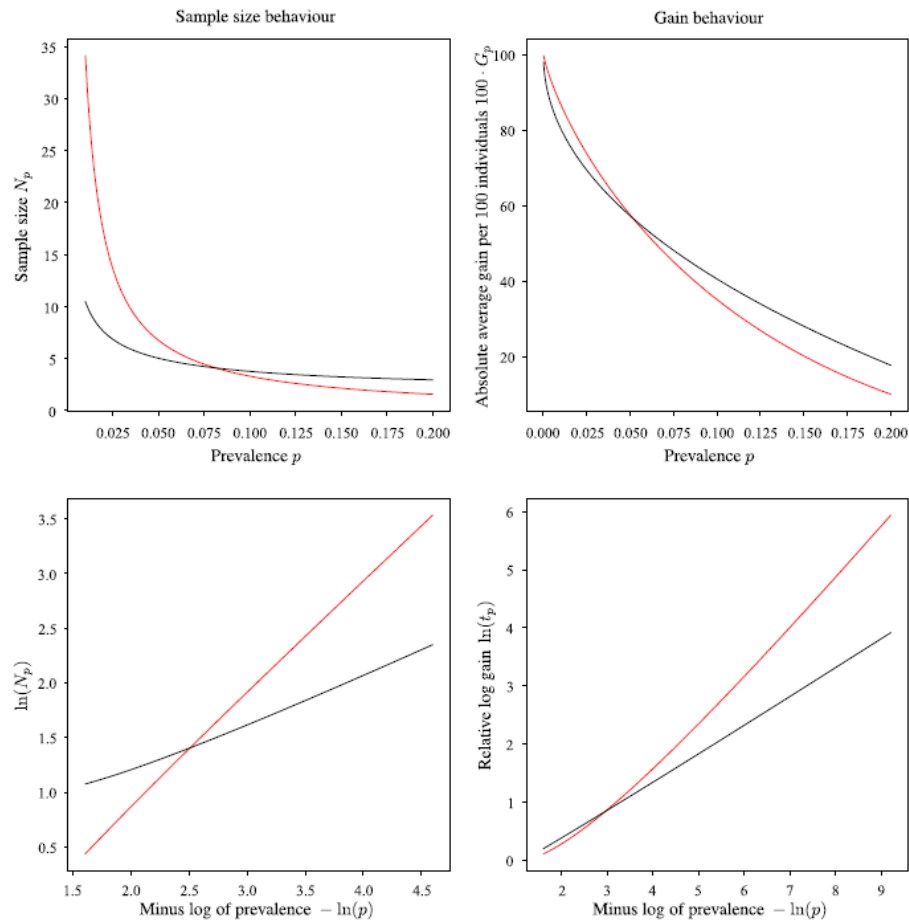 Sample size behaviour
35
30
25
20
15
10
5
0
Sample size $N_p$
0.025 0.050 0.075 0.100 0.125 0.150 0.175 0.200
Prevalence $p$
Gain behaviour
100
80
60
40
20
Absolute average gain per 100 individuals $100 \cdot G_p$
0.000 0.025 0.050 0.075 0.100 0.125 0.150 0.175 0.200
Prevalence $p$
3.5
3.0
2.5
2.0
1.5
1.0
0.5
$\ln(N_p)$
1.5 2.0 2.5 3.0 3.5 4.0 4.5
Minus log of prevalence $-\ln(p)$
6
5
4
3
2
1
0
Relative log gain $\ln(t_p)$
2 3 4 5 6 7 8 9
Minus log of prevalence $-\ln(p)$